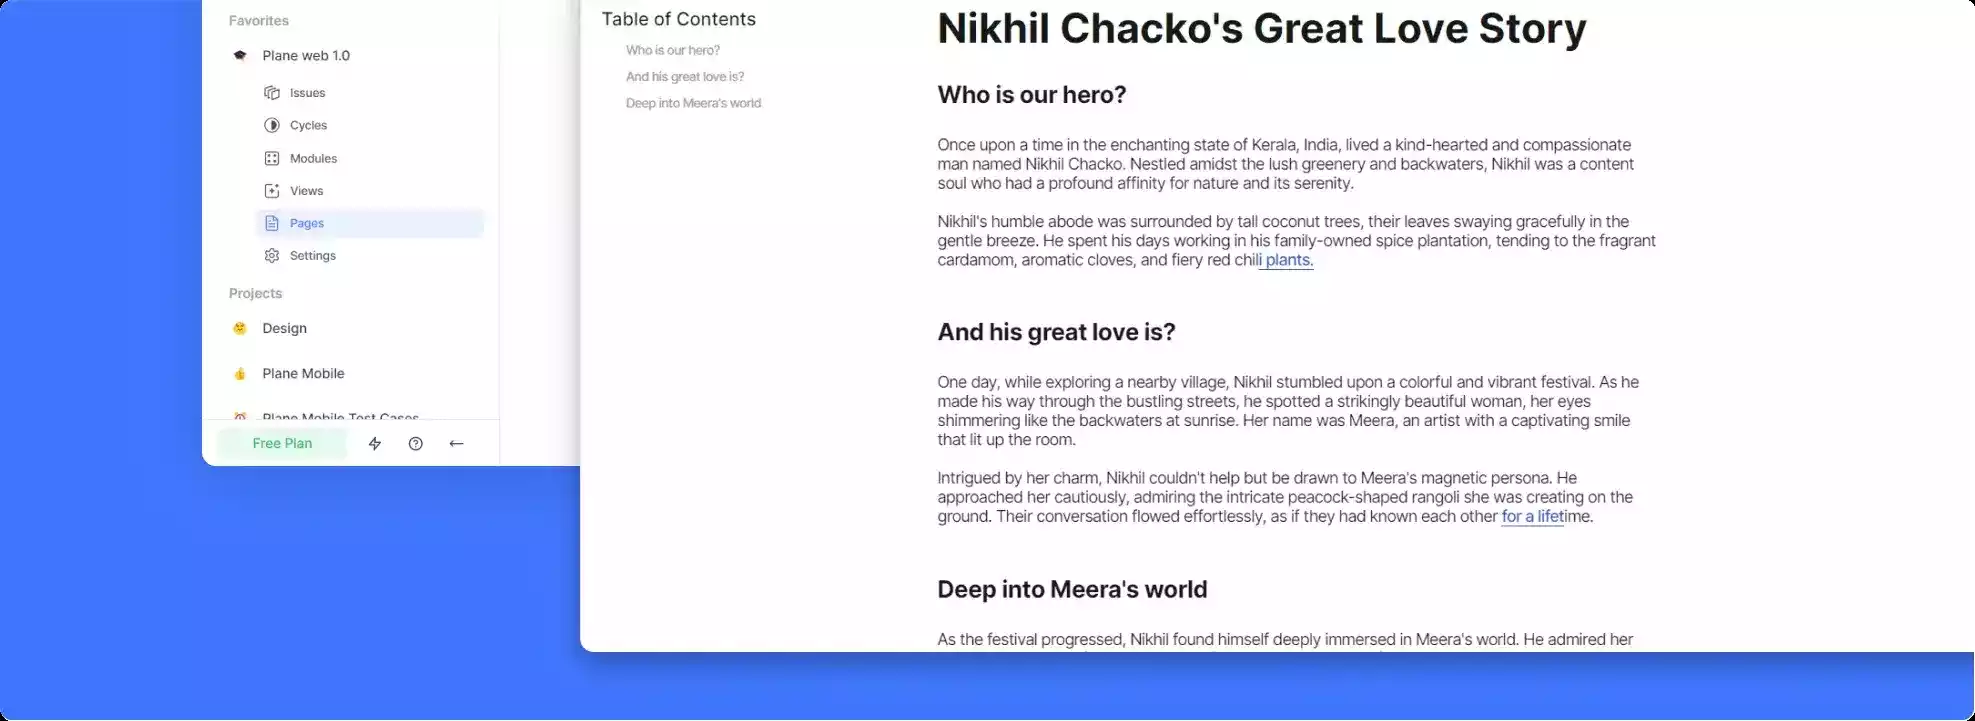 Favorites
Plane web 1.0
Issues
Cycles
Modules
Views
Pages
Settings
Projects
Design
Plane Mobile
Plane Mobile Test Cases
Free Plan
Table of Contents
Who is our hero?
And his great love is?
Deep into Meera's world
Nikhil Chacko's Great Love Story
Who is our hero?
Once upon a time in the enchanting state of Kerala, India, lived a kind-hearted and compassionate
man named Nikhil Chacko. Nestled amidst the lush greenery and backwaters, Nikhil was a content
soul who had a profound affinity for nature and its serenity.
Nikhil's humble abode was surrounded by tall coconut trees, their leaves swaying gracefully in the
gentle breeze. He spent his days working in his family-owned spice plantation, tending to the fragrant
cardamom, aromatic cloves, and fiery red chili plants.
And his great love is?
One day, while exploring a nearby village, Nikhil stumbled upon a colorful and vibrant festival. As he
made his way through the bustling streets, he spotted a strikingly beautiful woman, her eyes
shimmering like the backwaters at sunrise. Her name was Meera, an artist with a captivating smile
that lit up the room.
Intrigued by her charm, Nikhil couldn't help but be drawn to Meera's magnetic persona. He
approached her cautiously, admiring the intricate peacock-shaped rangoli she was creating on the
ground. Their conversation flowed effortlessly, as if they had known each other for a lifetime.
Deep into Meera's world
As the festival progressed, Nikhil found himself deeply immersed in Meera's world. He admired her